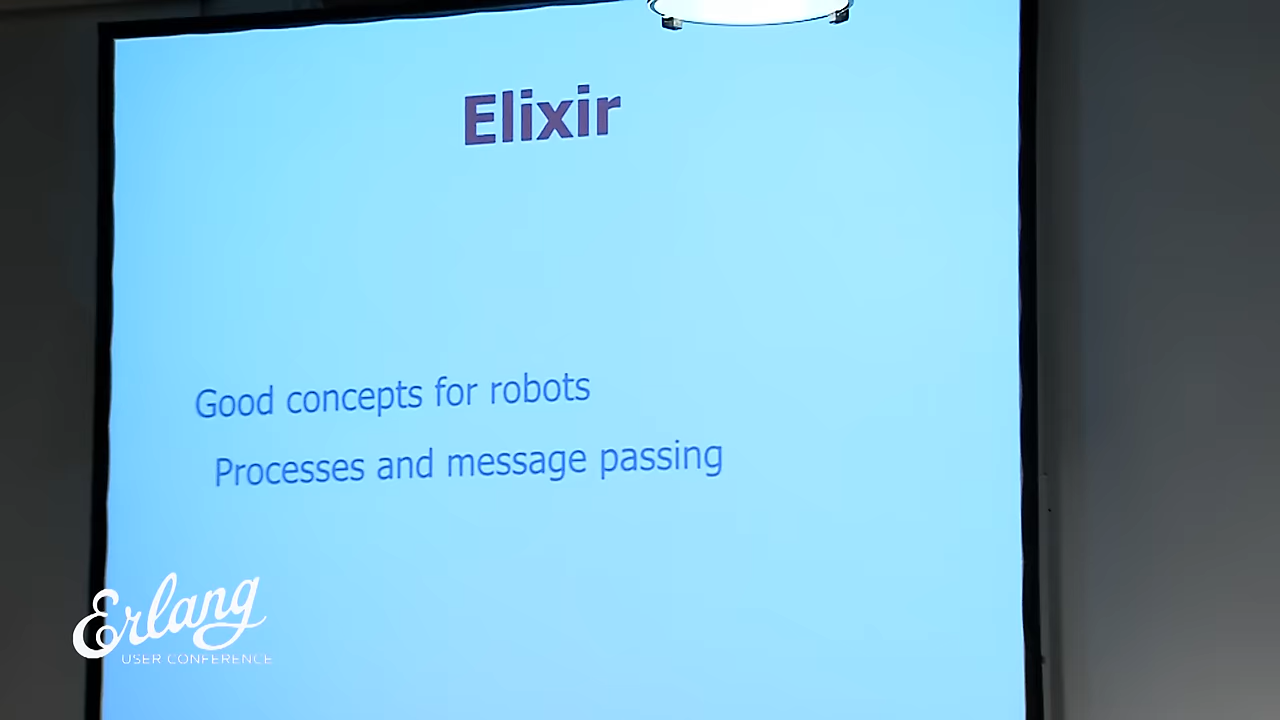 Elixir
Good concepts for robots
Processes and message passing
Erlang
USER CONFERENCE